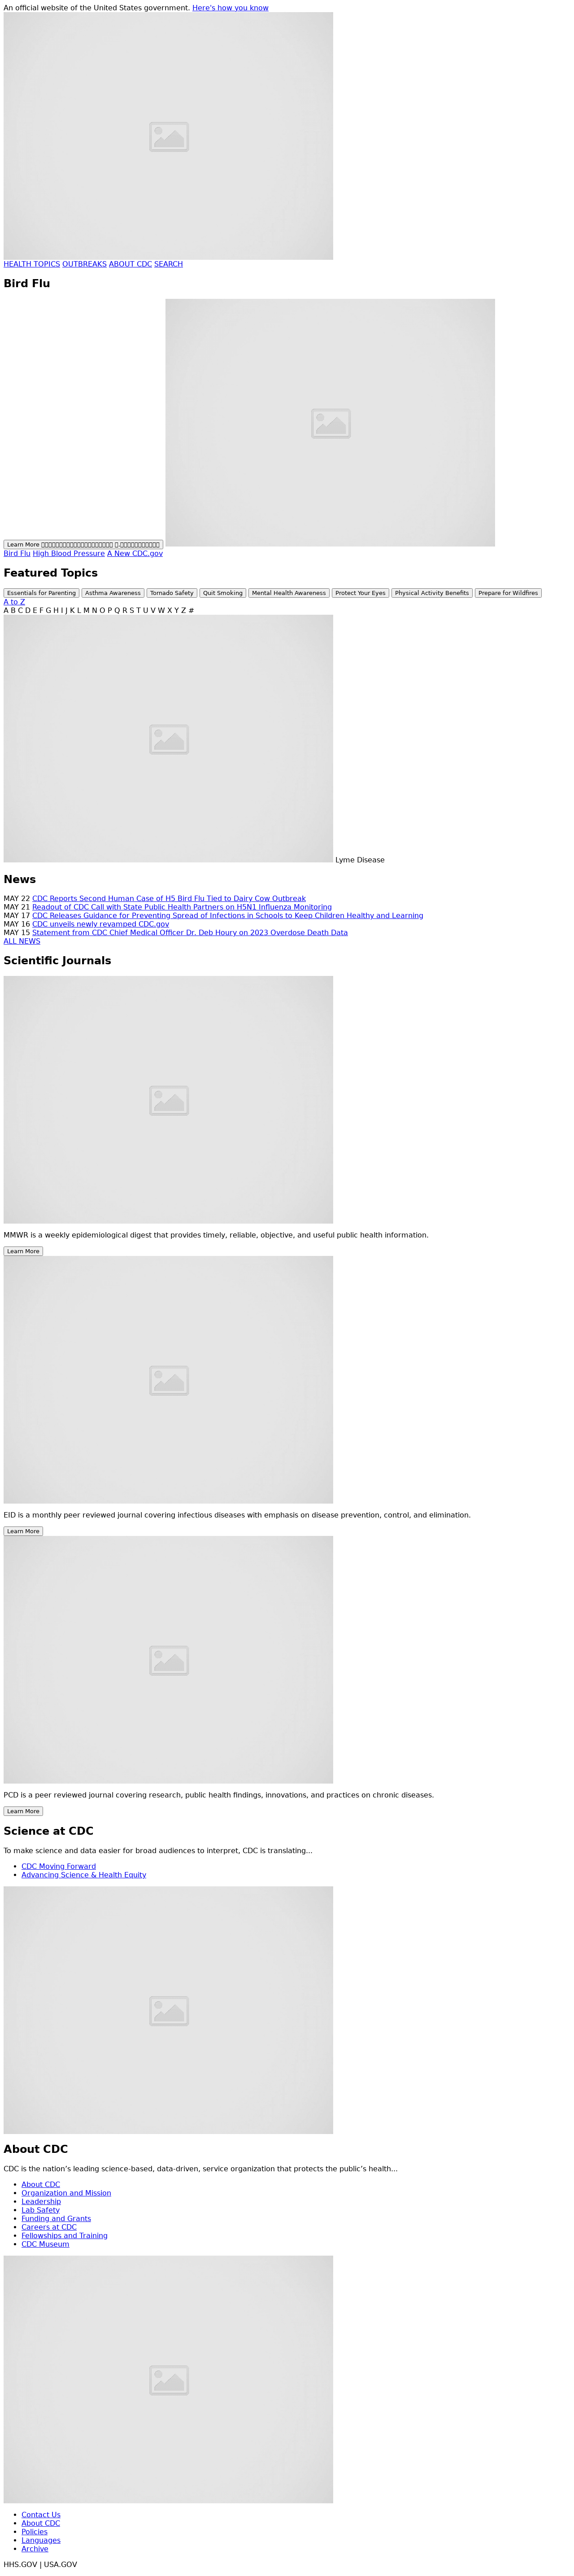 An official website of the United States government. Here's how you know
HEALTH TOPICS OUTBREAKS ABOUT CDC SEARCH
Bird Flu
Learn More
Bird Flu High Blood Pressure A New CDC.gov
Featured Topics
Essentials for Parenting Asthma Awareness Tornado Safety Quit Smoking Mental Health Awareness Protect Your Eyes Physical Activity Benefits Prepare for Wildfires
A to Z
A B C D E F G H I J K L M N O P Q R S T U V W X Y Z #
Lyme Disease
News
MAY 22 CDC Reports Second Human Case of H5 Bird Flu Tied to Dairy Cow Outbreak
MAY 21 Readout of CDC Call with State Public Health Partners on H5N1 Influenza Monitoring
MAY 17 CDC Releases Guidance for Preventing Spread of Infections in Schools to Keep Children Healthy and Learning
MAY 16 CDC unveils newly revamped CDC.gov
MAY 15 Statement from CDC Chief Medical Officer Dr. Deb Houry on 2023 Overdose Death Data
ALL NEWS
Scientific Journals
MMWR is a weekly epidemiological digest that provides timely, reliable, objective, and useful public health information.
Learn More
EID is a monthly peer reviewed journal covering infectious diseases with emphasis on disease prevention, control, and elimination.
Learn More
PCD is a peer reviewed journal covering research, public health findings, innovations, and practices on chronic diseases.
Learn More
Science at CDC
To make science and data easier for broad audiences to interpret, CDC is translating...
CDC Moving Forward
Advancing Science & Health Equity
About CDC
CDC is the nation’s leading science-based, data-driven, service organization that protects the public’s health...
About CDC
Organization and Mission
Leadership
Lab Safety
Funding and Grants
Careers at CDC
Fellowships and Training
CDC Museum
Contact Us
About CDC
Policies
Languages
Archive
HHS.GOV | USA.GOV